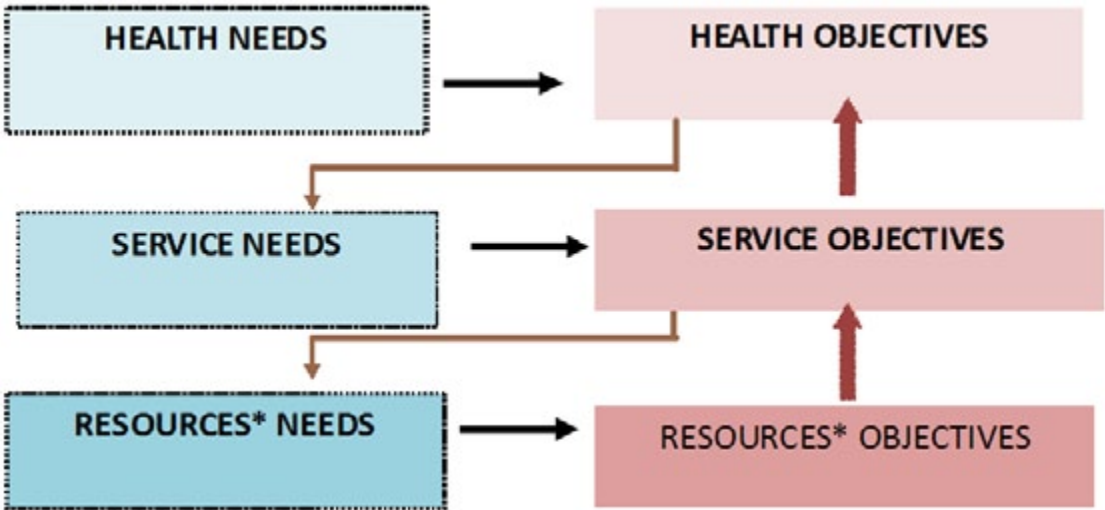 HEALTH NEEDS
HEALTH OBJECTIVES
SERVICE NEEDS
SERVICE OBJECTIVES
RESOURCES* NEEDS
RESOURCES* OBJECTIVES